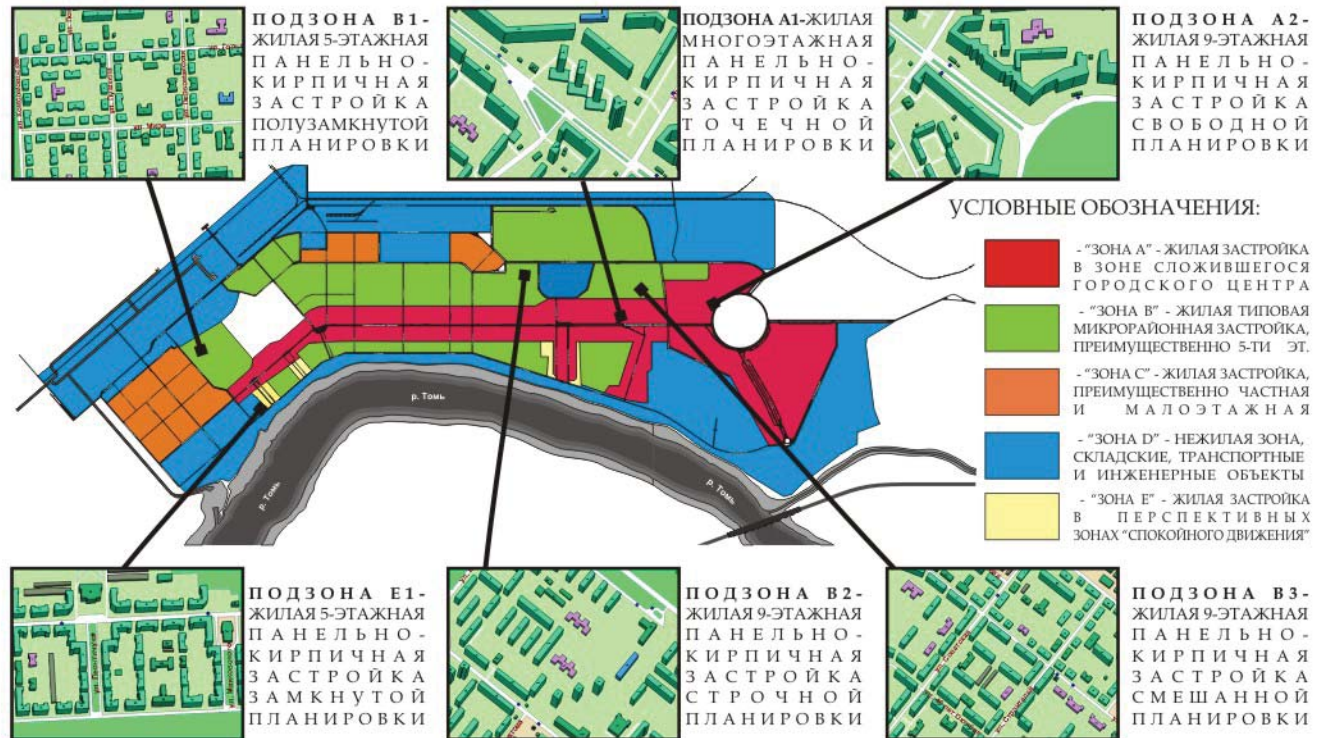 ПОДЗОНА В1-
ЖИЛАЯ 5-ЭТАЖНАЯ
ПАНЕЛЬНО-
КИРПИЧНАЯ
ЗАСТРОЙКА
ПОЛУЗАМКНУТОЙ
ПЛАНИРОВКИ
ПОДЗОНА А1-ЖИЛАЯ
МНОГОЭТАЖНАЯ
ПАНЕЛЬНО-
КИРПИЧНАЯ
ЗАСТРОЙКА
ТОЧЕЧНОЙ
ПЛАНИРОВКИ
ПОДЗОНА А2-
ЖИЛАЯ 9-ЭТАЖНАЯ
ПАНЕЛЬНО-
КИРПИЧНАЯ
ЗАСТРОЙКА
СВОБОДНОЙ
ПЛАНИРОВКИ
УСЛОВНЫЕ ОБОЗНАЧЕНИЯ:
- "ЗОНА А" - ЖИЛАЯ ЗАСТРОЙКА
В ЗОНЕ СЛОЖИВШЕГОСЯ
ГОРОДСКОГО ЦЕНТРА
- "ЗОНА В" - ЖИЛАЯ ТИПОВАЯ
МИКРОРАЙОННАЯ ЗАСТРОЙКА,
ПРЕИМУЩЕСТВЕННО 5-ТИ ЭТ.
- "ЗОНА С" - ЖИЛАЯ ЗАСТРОЙКА,
ПРЕИМУЩЕСТВЕННО ЧАСТНАЯ
И МАЛОЭТАЖНАЯ
- "ЗОНА D" - НЕЖИЛАЯ ЗОНА,
СКЛАДСКИЕ, ТРАНСПОРТНЫЕ
И ИНЖЕНЕРНЫЕ ОБЪЕКТЫ
- "ЗОНА Е" - ЖИЛАЯ ЗАСТРОЙКА
В ПЕРСПЕКТИВНЫХ
ЗОНАХ "СПОКОЙНОГО ДВИЖЕНИЯ"
р. Томь
р. Томь
р. Томь
ПОДЗОНА Е1-
ЖИЛАЯ 5-ЭТАЖНАЯ
ПАНЕЛЬНО-
КИРПИЧНАЯ
ЗАСТРОЙКА
ЗАМКНУТОЙ
ПЛАНИРОВКИ
ПОДЗОНА В2-
ЖИЛАЯ 9-ЭТАЖНАЯ
ПАНЕЛЬНО-
КИРПИЧНАЯ
ЗАСТРОЙКА
СТРОЧНОЙ
ПЛАНИРОВКИ
ПОДЗОНА В3-
ЖИЛАЯ 9-ЭТАЖНАЯ
ПАНЕЛЬНО-
КИРПИЧНАЯ
ЗАСТРОЙКА
СМЕШАННОЙ
ПЛАНИРОВКИ